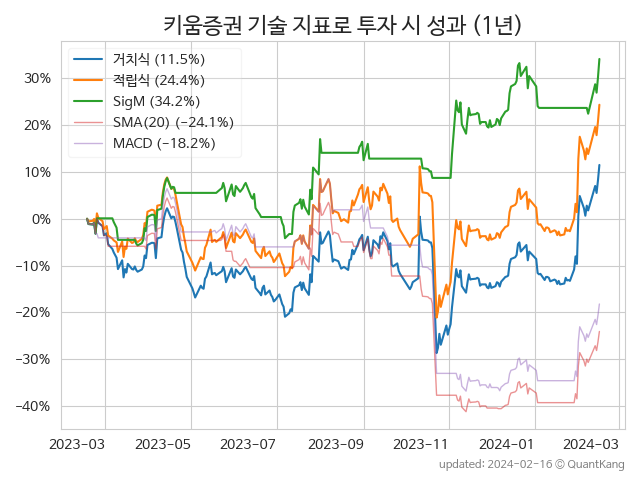 키움증권 기술 지표로 투자 시 성과 (1년)
거치식 (11.5%)
적립식 (24.4%)
SigM (34.2%)
SMA(20) (−24.1%)
MACD (−18.2%)
30%
20%
10%
0%
−10%
−20%
−30%
−40%
2023-03 2023-05 2023-07 2023-09 2023-11 2024-01 2024-03
updated: 2024-02-16 © QuantKang